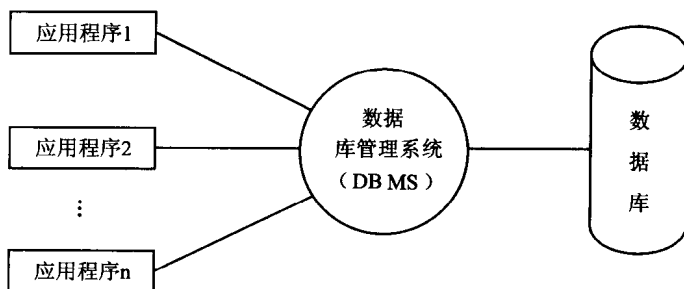 应用程序1
应用程序2
⋮
应用程序n
数据
库管理系统
（DB MS）
数
据
库